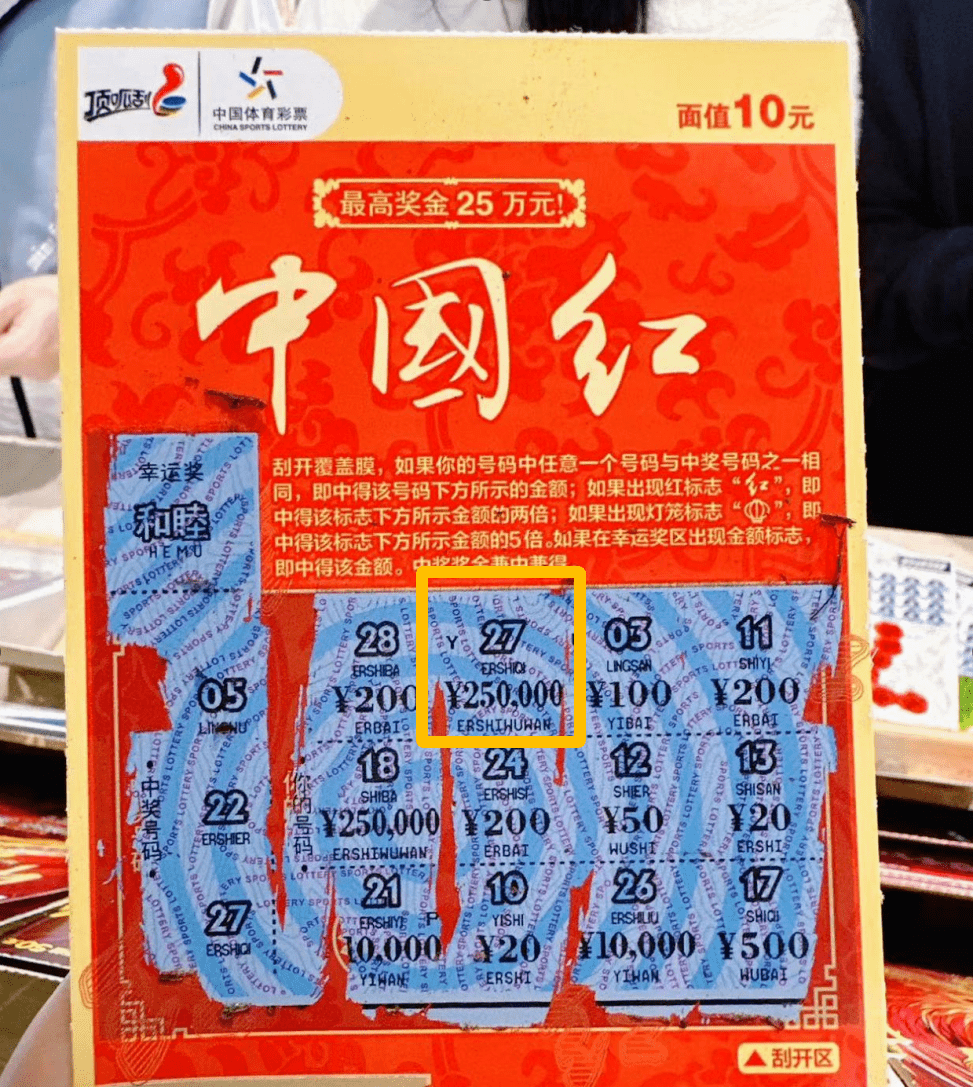 顶呱刮
中国体育彩票
CHINA SPORTS LOTTERY
面值10元
最高奖金 25 万元!
中國红
刮开覆盖膜，如果你的号码中任意一个号码与中奖号码之一相
同，即中得该号码下方所示的金额；如果出现红标志“红”，即
中得该标志下方所示金额的两倍；如果出现灯笼标志“”，即
中得该标志下方所示金额的5倍。如果在幸运奖区出现金额标志，
即中得该金额。中奖奖金兼中兼得
幸运奖
和睦
HEMU
中奖号码
05
LINGWU
22
ERSHIER
27
ERSHIQI
你的号码
28 Y 27 03 11
ERSHIBA ERSHIQI LINGSAN SHIYI
¥200 ¥250,000 ¥100 ¥200
ERBAI ERSHIWUWAN YIBAI ERBAI
18 24 12 13
SHIBA ERSHISI SHIER SHISAN
¥250,000 ¥200 ¥50 ¥20
ERSHIWUWAN ERBAI WUSHI ERSHI
21 P 10 26 17
ERSHIYI YISHI ERSHILIU SHIQI
10,000 ¥20 ¥10,000 ¥500
YIWAN ERSHI YIWAN WUBAI
▲刮开区